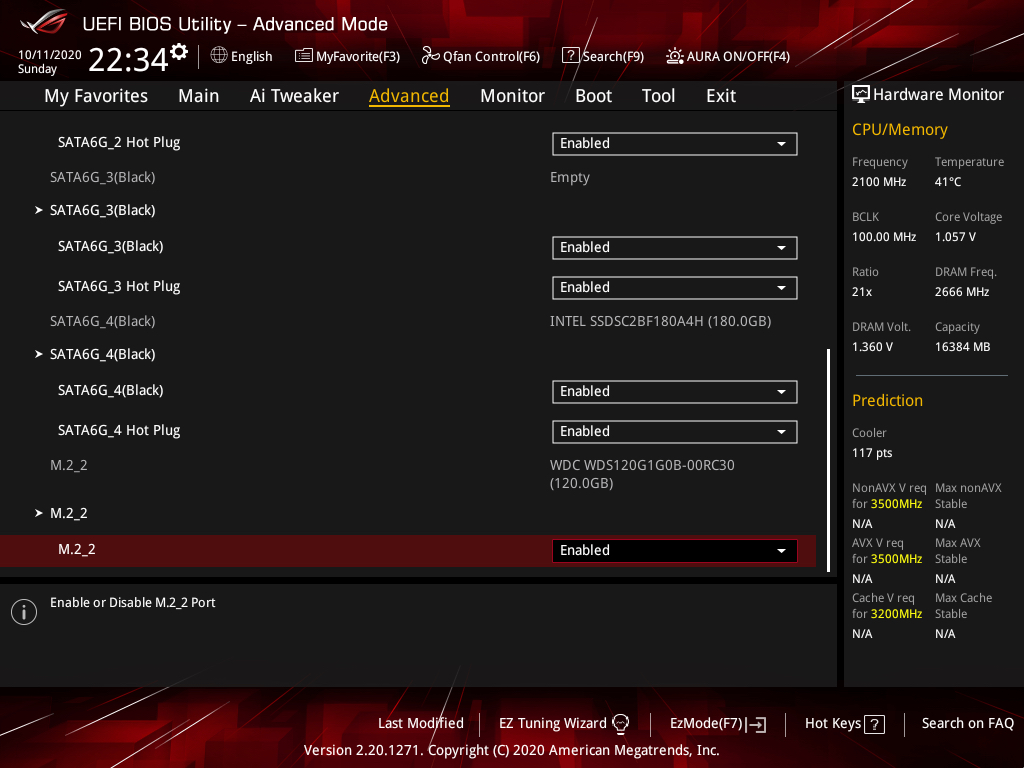 UEFI BIOS Utility – Advanced Mode
10/11/2020
Sunday
22:34
English
MyFavorite(F3)
Qfan Control(F6)
Search(F9)
AURA ON/OFF(F4)
My Favorites Main Ai Tweaker Advanced Monitor Boot Tool Exit
SATA6G_2 Hot Plug Enabled
SATA6G_3(Black) Empty
SATA6G_3(Black)
SATA6G_3(Black) Enabled
SATA6G_3 Hot Plug Enabled
SATA6G_4(Black) INTEL SSDSC2BF180A4H (180.0GB)
SATA6G_4(Black)
SATA6G_4(Black) Enabled
SATA6G_4 Hot Plug Enabled
M.2_2 WDC WDS120G1G0B-00RC30
(120.0GB)
M.2_2
M.2_2 Enabled
Enable or Disable M.2_2 Port
Hardware Monitor
CPU/Memory
Frequency Temperature
2100 MHz 41°C
BCLK Core Voltage
100.00 MHz 1.057 V
Ratio DRAM Freq.
21x 2666 MHz
DRAM Volt. Capacity
1.360 V 16384 MB
Prediction
Cooler
117 pts
NonAVX V req Max nonAVX
for 3500MHz Stable
N/A N/A
AVX V req Max AVX
for 3500MHz Stable
N/A N/A
Cache V req Max Cache
for 3200MHz Stable
N/A N/A
Last Modified
EZ Tuning Wizard
EzMode(F7)
Hot Keys ?
Search on FAQ
Version 2.20.1271. Copyright (C) 2020 American Megatrends, Inc.